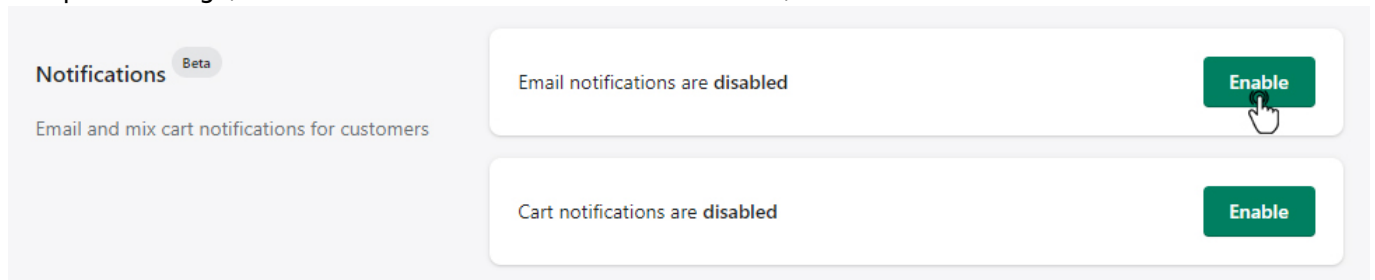 Notifications Beta
Email and mix cart notifications for customers
Email notifications are disabled
Enable
Cart notifications are disabled
Enable